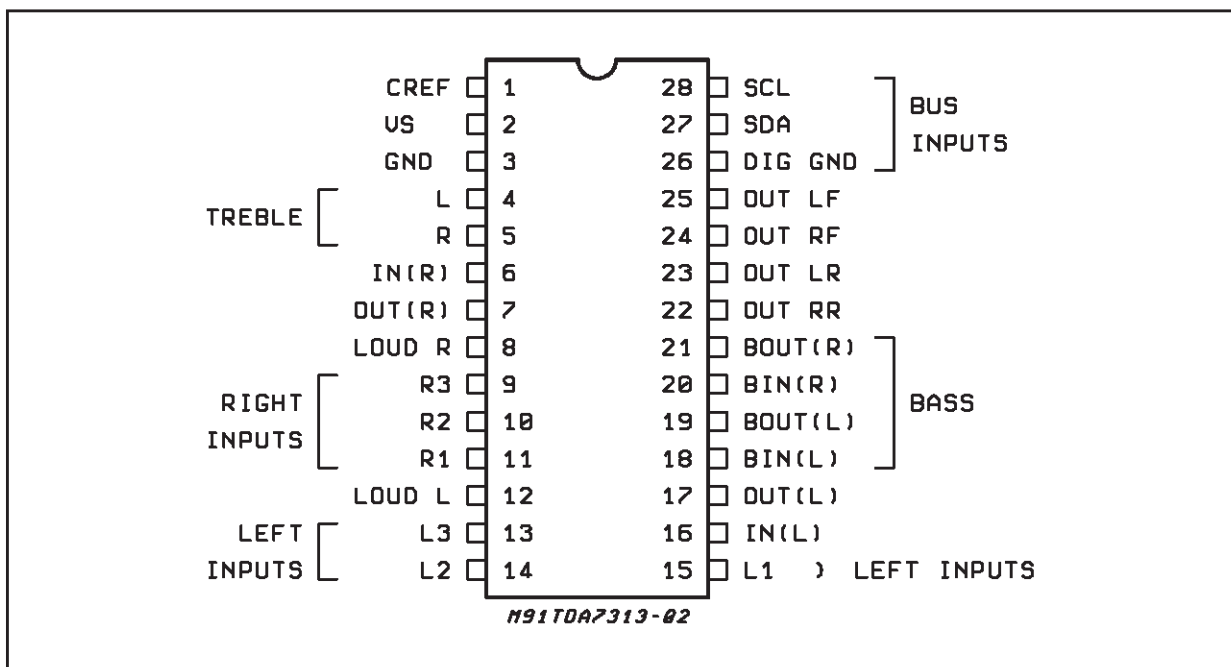 CREF 1 28 SCL
VS 2 27 SDA
BUS INPUTS
GND 3 26 DIG GND
TREBLE
L 4 25 OUT LF
R 5 24 OUT RF
IN(R) 6 23 OUT LR
OUT(R) 7 22 OUT RR
LOUD R 8 21 BOUT(R)
RIGHT INPUTS
R3 9 20 BIN(R)
BASS
R2 10 19 BOUT(L)
R1 11 18 BIN(L)
LOUD L 12 17 OUT(L)
LEFT INPUTS
L3 13 16 IN(L)
L2 14 15 L1 ) LEFT INPUTS
M91TDA7313-02